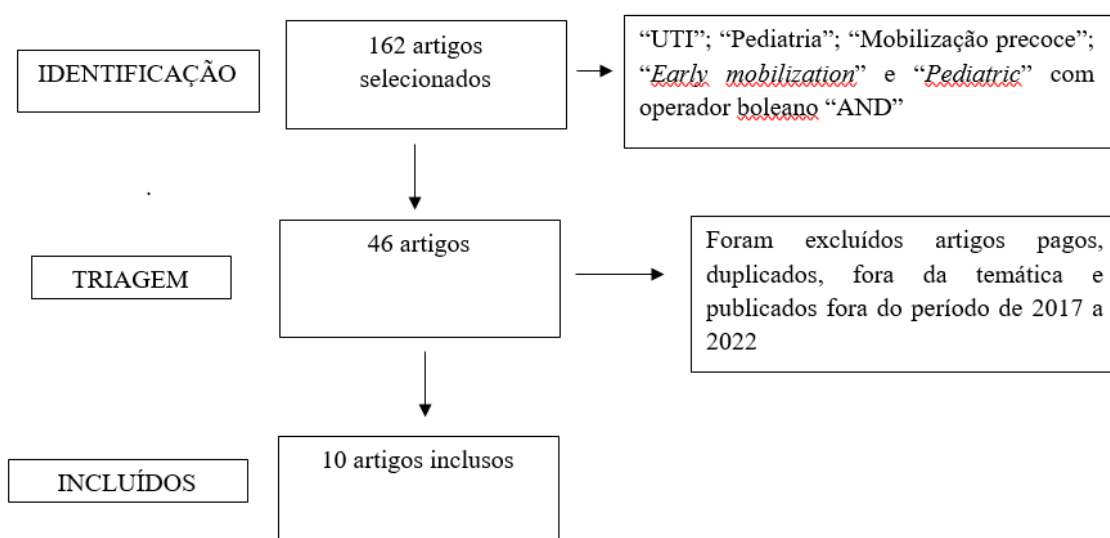 IDENTIFICAÇÃO
162 artigos
selecionados
“UTI”; “Pediatria”; “Mobilização precoce”;
“Early mobilization” e “Pediatric” com
operador boleano “AND”
.
TRIAGEM
46 artigos
Foram excluídos artigos pagos,
duplicados, fora da temática e
publicados fora do período de 2017 a
2022
INCLUÍDOS
10 artigos inclusos